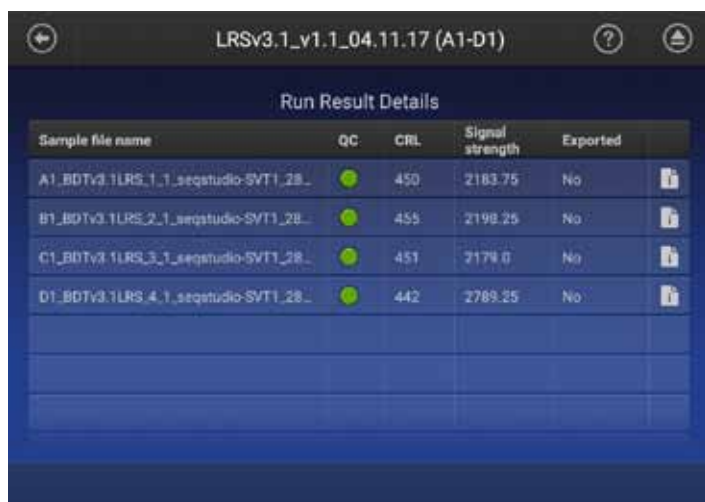 LRSv3.1_v1.1_04.11.17 (A1-D1)
Run Result Details
Sample file name QC CRL Signal strength Exported
A1_BDTv3.1LRS_1_1_seqstudio-SVT1_28... 450 2183.75 No
B1_BDTv3.1LRS_2_1_seqstudio-SVT1_28... 455 2198.25 No
C1_BDTv3.1LRS_3_1_seqstudio-SVT1_28... 451 2179.0 No
D1_BDTv3.1LRS_4_1_seqstudio-SVT1_28... 442 2789.25 No